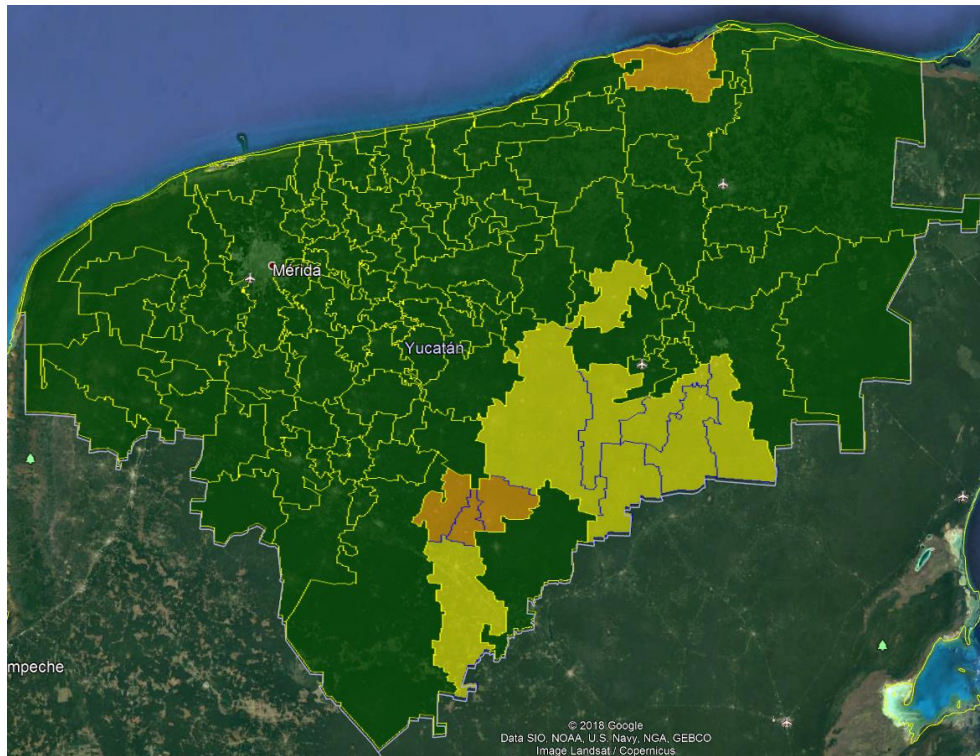 Mérida
Yucatán
mpeche
© 2018 Google
Data SIO, NOAA, U.S. Navy, NGA, GEBCO
Image Landsat / Copernicus